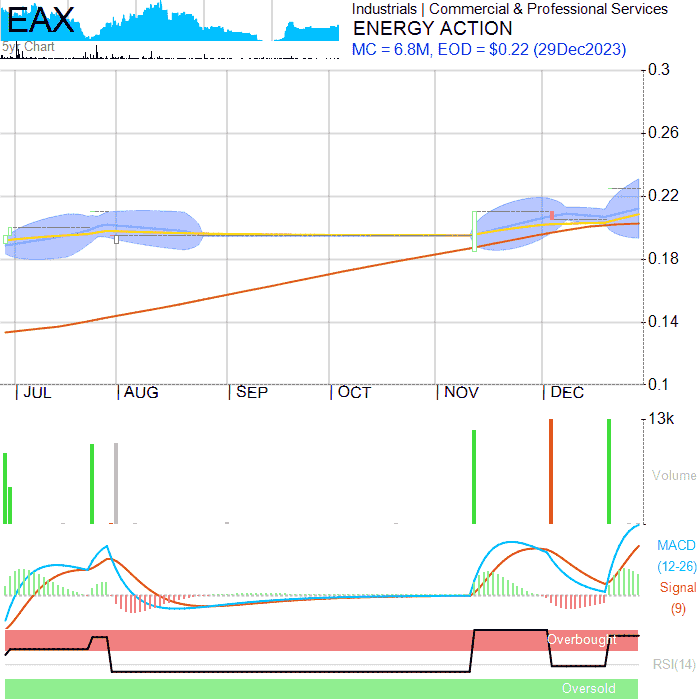 EAX
5yr Chart
Industrials | Commercial & Professional Services
ENERGY ACTION
MC = 6.8M, EOD = $0.22 (29Dec2023)
0.3
0.26
0.22
0.18
0.14
0.1
| JUL | AUG | SEP | OCT | NOV | DEC
13k
Volume
MACD
(12-26)
Signal
(9)
Overbought
RSI(14)
Oversold